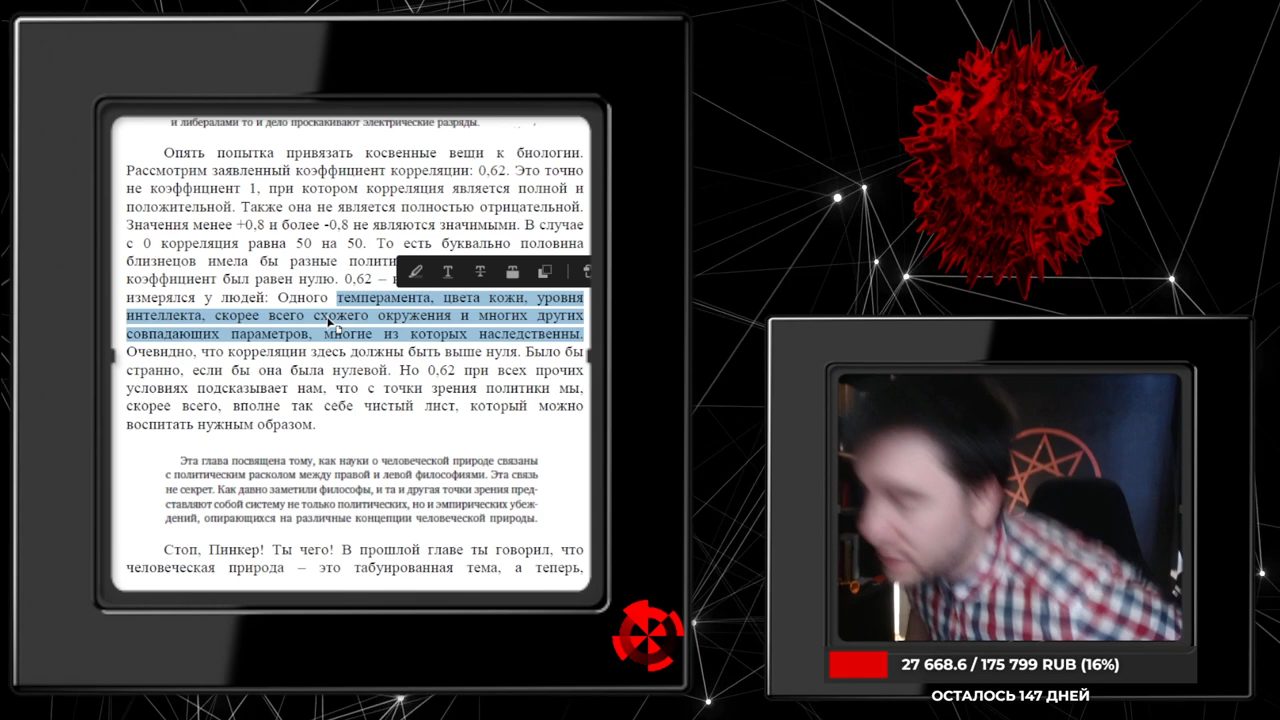 и либералами то и дело проскакивают электрические разряды.
Опять попытка привязать косвенные вещи к биологии.
Рассмотрим заявленный коэффициент корреляции: 0,62. Это точно
не коэффициент 1, при котором корреляция является полной и
положительной. Также она не является полностью отрицательной.
Значения менее +0,8 и более -0,8 не являются значимыми. В случае
с 0 корреляция равна 50 на 50. То есть буквально половина
близнецов имела бы разные
коэффициент был равен нулю. 0,62 –
измерялся у людей: Одного темперамента, цвета кожи, уровня
интеллекта, скорее всего схожего окружения и многих других
совпадающих параметров, многие из которых наследственны.
Очевидно, что корреляции здесь должны быть выше нуля. Было бы
странно, если бы она была нулевой. Но 0,62 при всех прочих
условиях подсказывает нам, что с точки зрения политики мы,
скорее всего, вполне так себе чистый лист, который можно
воспитать нужным образом.
Эта глава посвящена тому, как науки о человеческой природе связаны
с политическим расколом между правой и левой философиями. Эта связь
не секрет. Как давно заметили философы, и та и другая точки зрения пред-
ставляют собой систему не только политических, но и эмпирических убеж-
дений, опирающихся на различные концепции человеческой природы.
Стоп, Пинкер! Ты чего! В прошлой главе ты говорил, что
человеческая природа – это табуированная тема, а теперь,
27 668.6 / 175 799 RUB (16%)
ОСТАЛОСЬ 147 ДНЕЙ